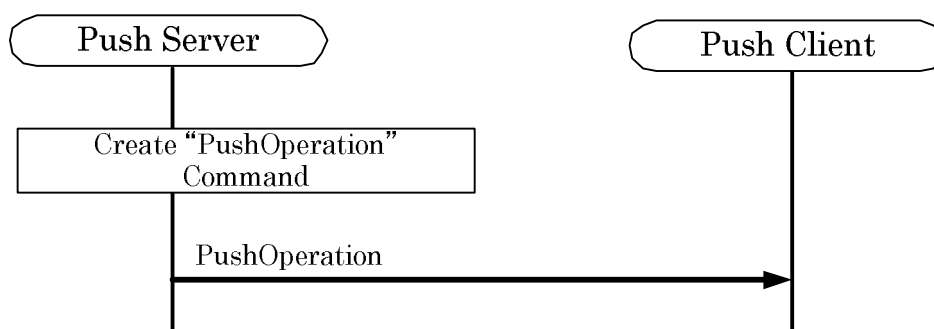 Push Server
Push Client
Create “PushOperation”
Command
PushOperation